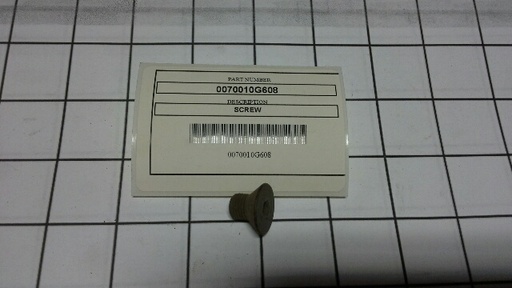 PART NUMBER
0070010G608
DESCRIPTION
SCREW
0070010G608